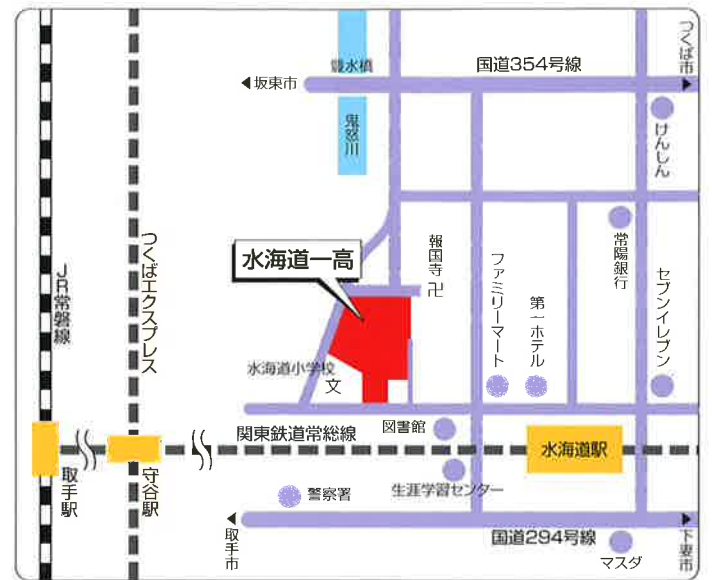 豊水橋
国道354号線
つくば市
坂東市
鬼怒川
けんしん
水海道一高
報国寺
卍
ファミリーマート
第一ホテル
常陽銀行
セブンイレブン
JR常磐線
つくばエクスプレス
水海道小学校
文
関東鉄道常総線
図書館
水海道駅
取手駅
守谷駅
警察署
生涯学習センター
取手市
国道294号線
マスダ
下妻市